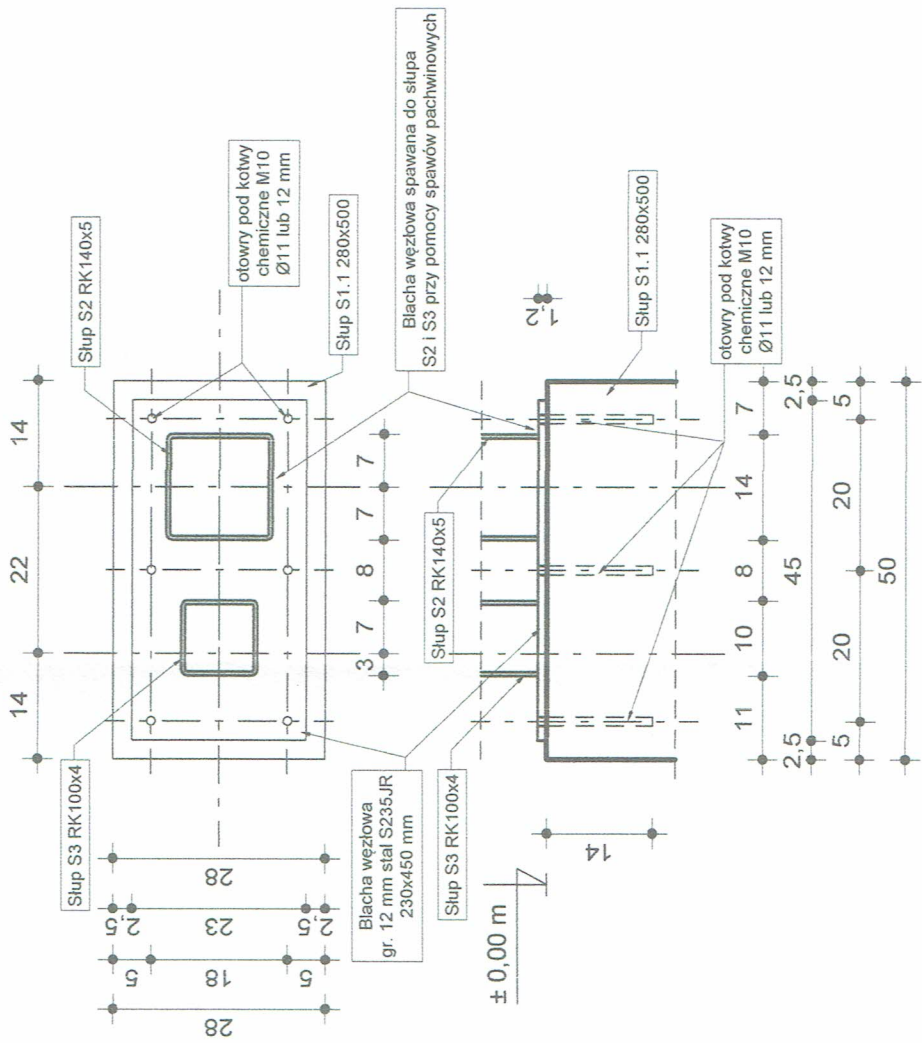 14
22
14
Słup S2 RK140x5
otowry pod kotwy
chemiczne M10
Ø11 lub 12 mm
Słup S1.1 280x500
Słup S3 RK100x4
Blacha węzłowa spawana do słupa
S2 i S3 przy pomocy spawów pachwinowych
3
7
8
7
7
28
2,5
23
2,5
5
18
5
28
Blacha węzłowa
gr. 12 mm stal S235JR
230x450 mm
Słup S3 RK100x4
Słup S2 RK140x5
1,2
Słup S1.1 280x500
otowry pod kotwy
chemiczne M10
Ø11 lub 12 mm
± 0,00 m
14
11
10
8
14
7
2,5
45
2,5
5
20
20
5
50